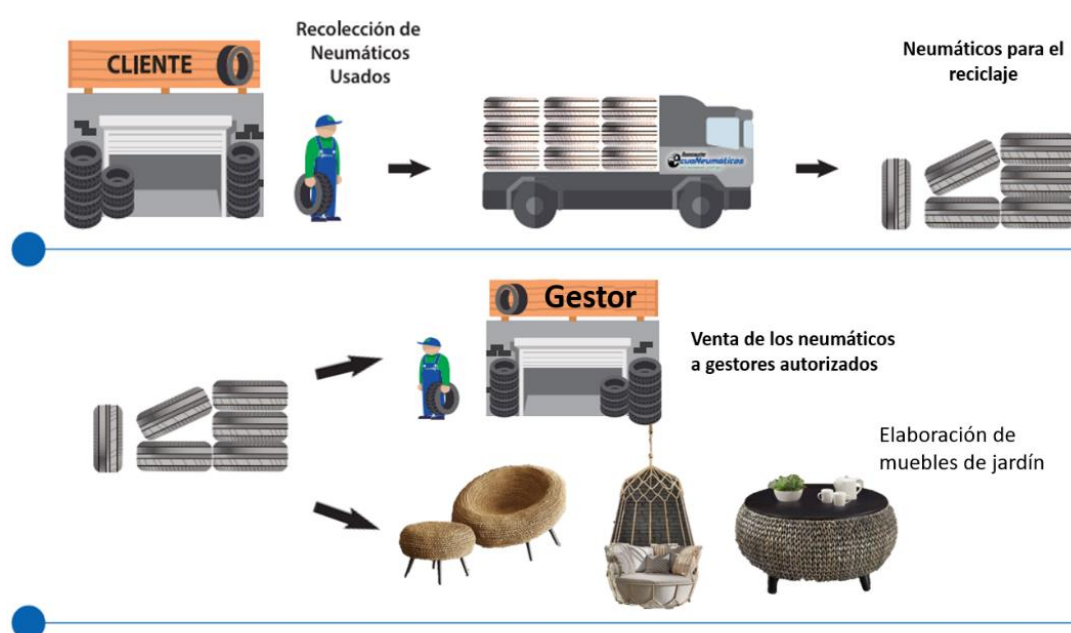 CLIENTE
Recolección de
Neumáticos
Usados
Neumáticos para el
reciclaje
Gestor
Venta de los neumáticos
a gestores autorizados
Elaboración de
muebles de jardín